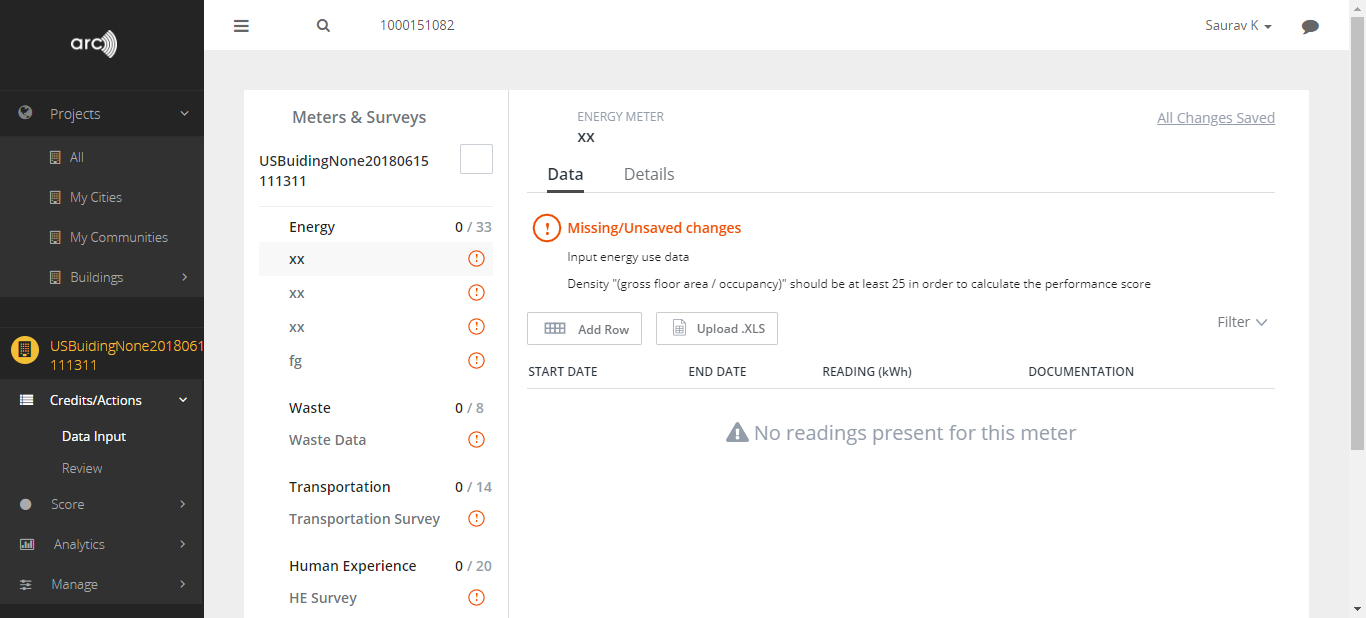 arc
Projects
All
My Cities
My Communities
Buildings
USBuidingNone2018061
111311
Credits/Actions
Data Input
Review
Score
Analytics
Manage
1000151082
Saurav K
Meters & Surveys
USBuidingNone20180615
111311
Energy 0 / 33
xx
xx
xx
fg
Waste 0 / 8
Waste Data
Transportation 0 / 14
Transportation Survey
Human Experience 0 / 20
HE Survey
ENERGY METER
xx
All Changes Saved
Data Details
Missing/Unsaved changes
Input energy use data
Density "(gross floor area / occupancy)" should be at least 25 in order to calculate the performance score
Add Row Upload .XLS Filter
START DATE END DATE READING (kWh) DOCUMENTATION
No readings present for this meter